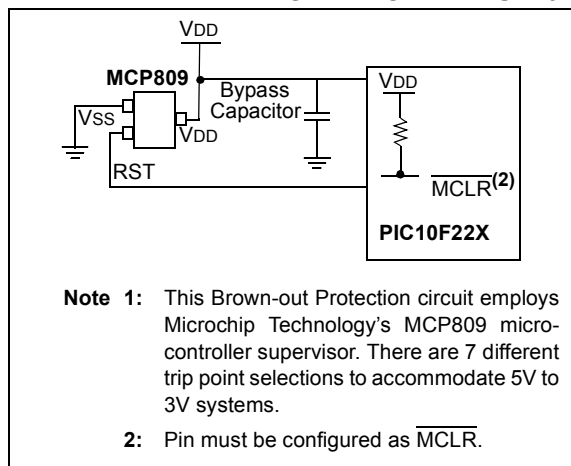 VDD
MCP809
Bypass
Capacitor
VDD
VSS
VDD
RST
MCLR(2)
PIC10F22X
Note 1: This Brown-out Protection circuit employs
Microchip Technology's MCP809 micro-
controller supervisor. There are 7 different
trip point selections to accommodate 5V to
3V systems.
2: Pin must be configured as MCLR.